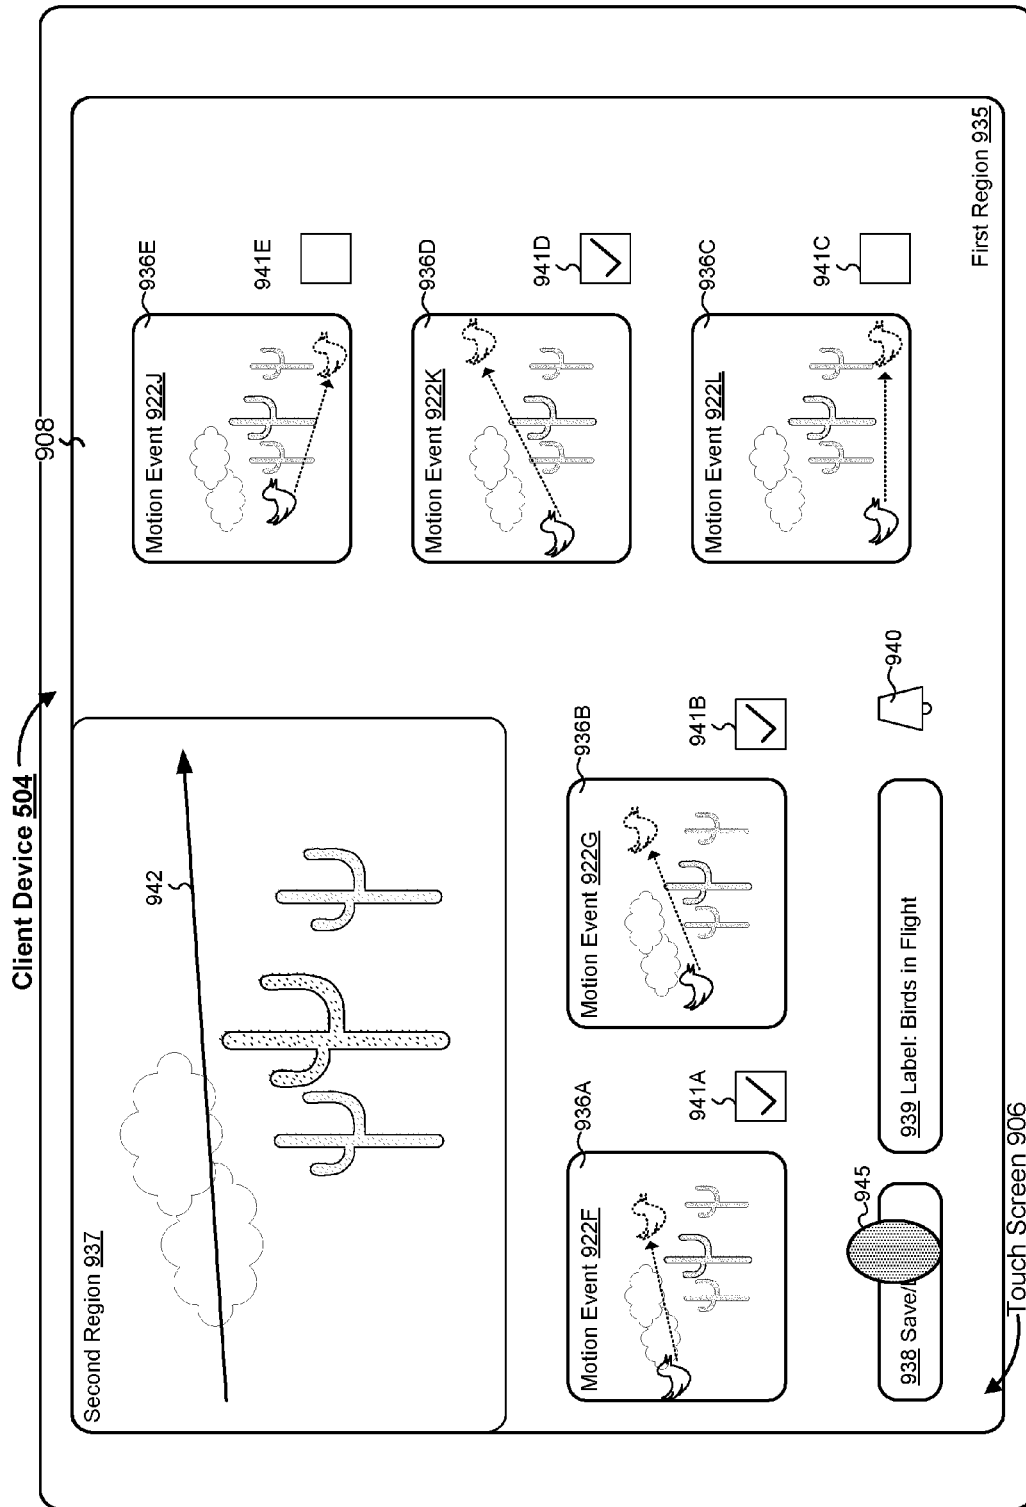 Client Device 504
908
Second Region 937
942
Motion Event 922J
936E
941E
Motion Event 922K
936D
941D
Motion Event 922F
936A
941A
Motion Event 922G
936B
941B
Motion Event 922L
936C
941C
938 Save/
945
939 Label: Birds in Flight
940
First Region 935
Touch Screen 906